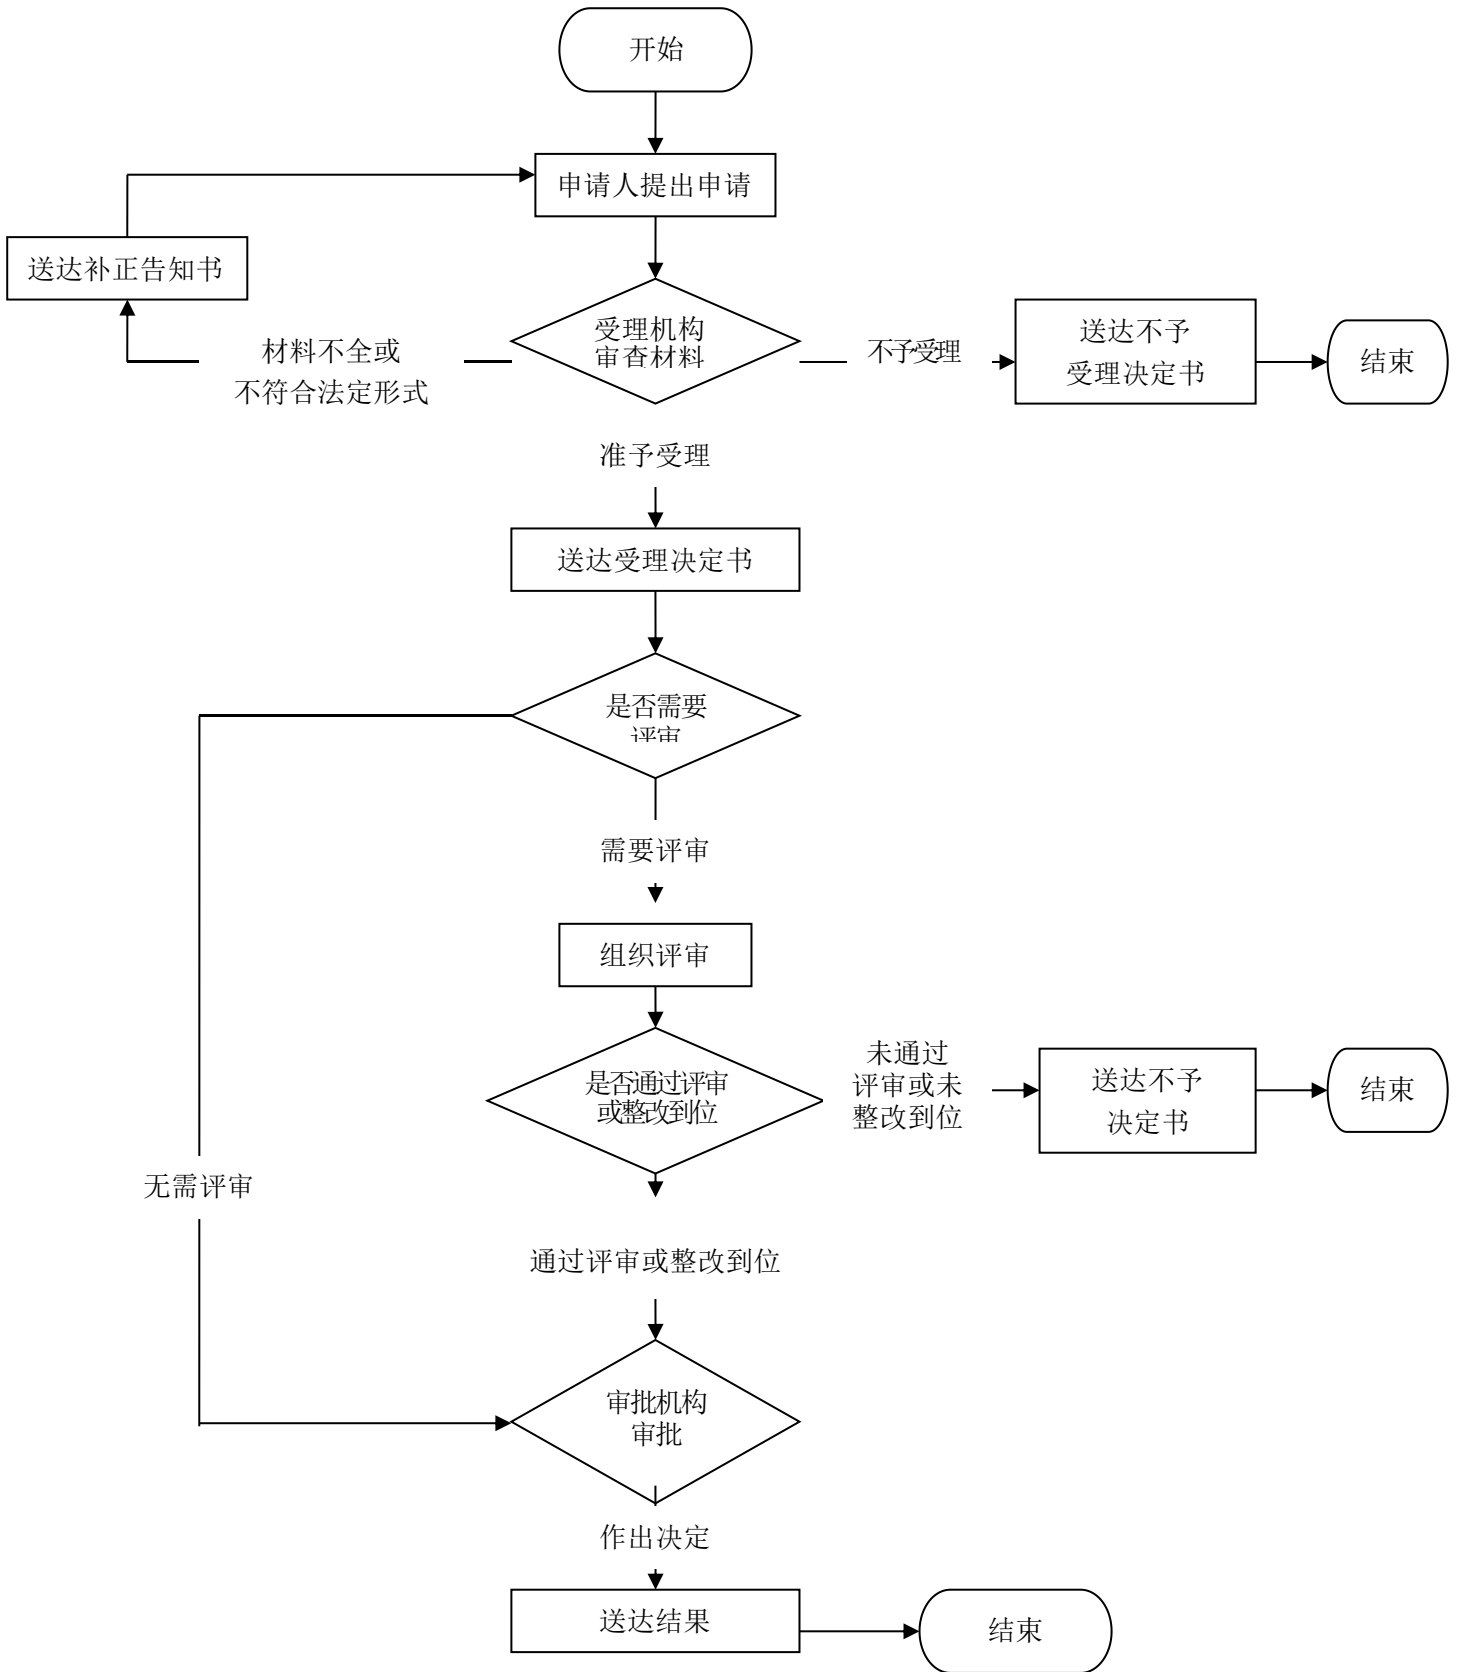 开始
申请人提出申请
送达补正告知书
受理机构
审查材料
材料不全或
不符合法定形式
不予受理
送达不予
受理决定书
结束
准予受理
送达受理决定书
是否需要
评审
需要评审
组织评审
是否通过评审
或整改到位
未通过
评审或未
整改到位
送达不予
决定书
结束
无需评审
通过评审或整改到位
审批机构
审批
作出决定
送达结果
结束